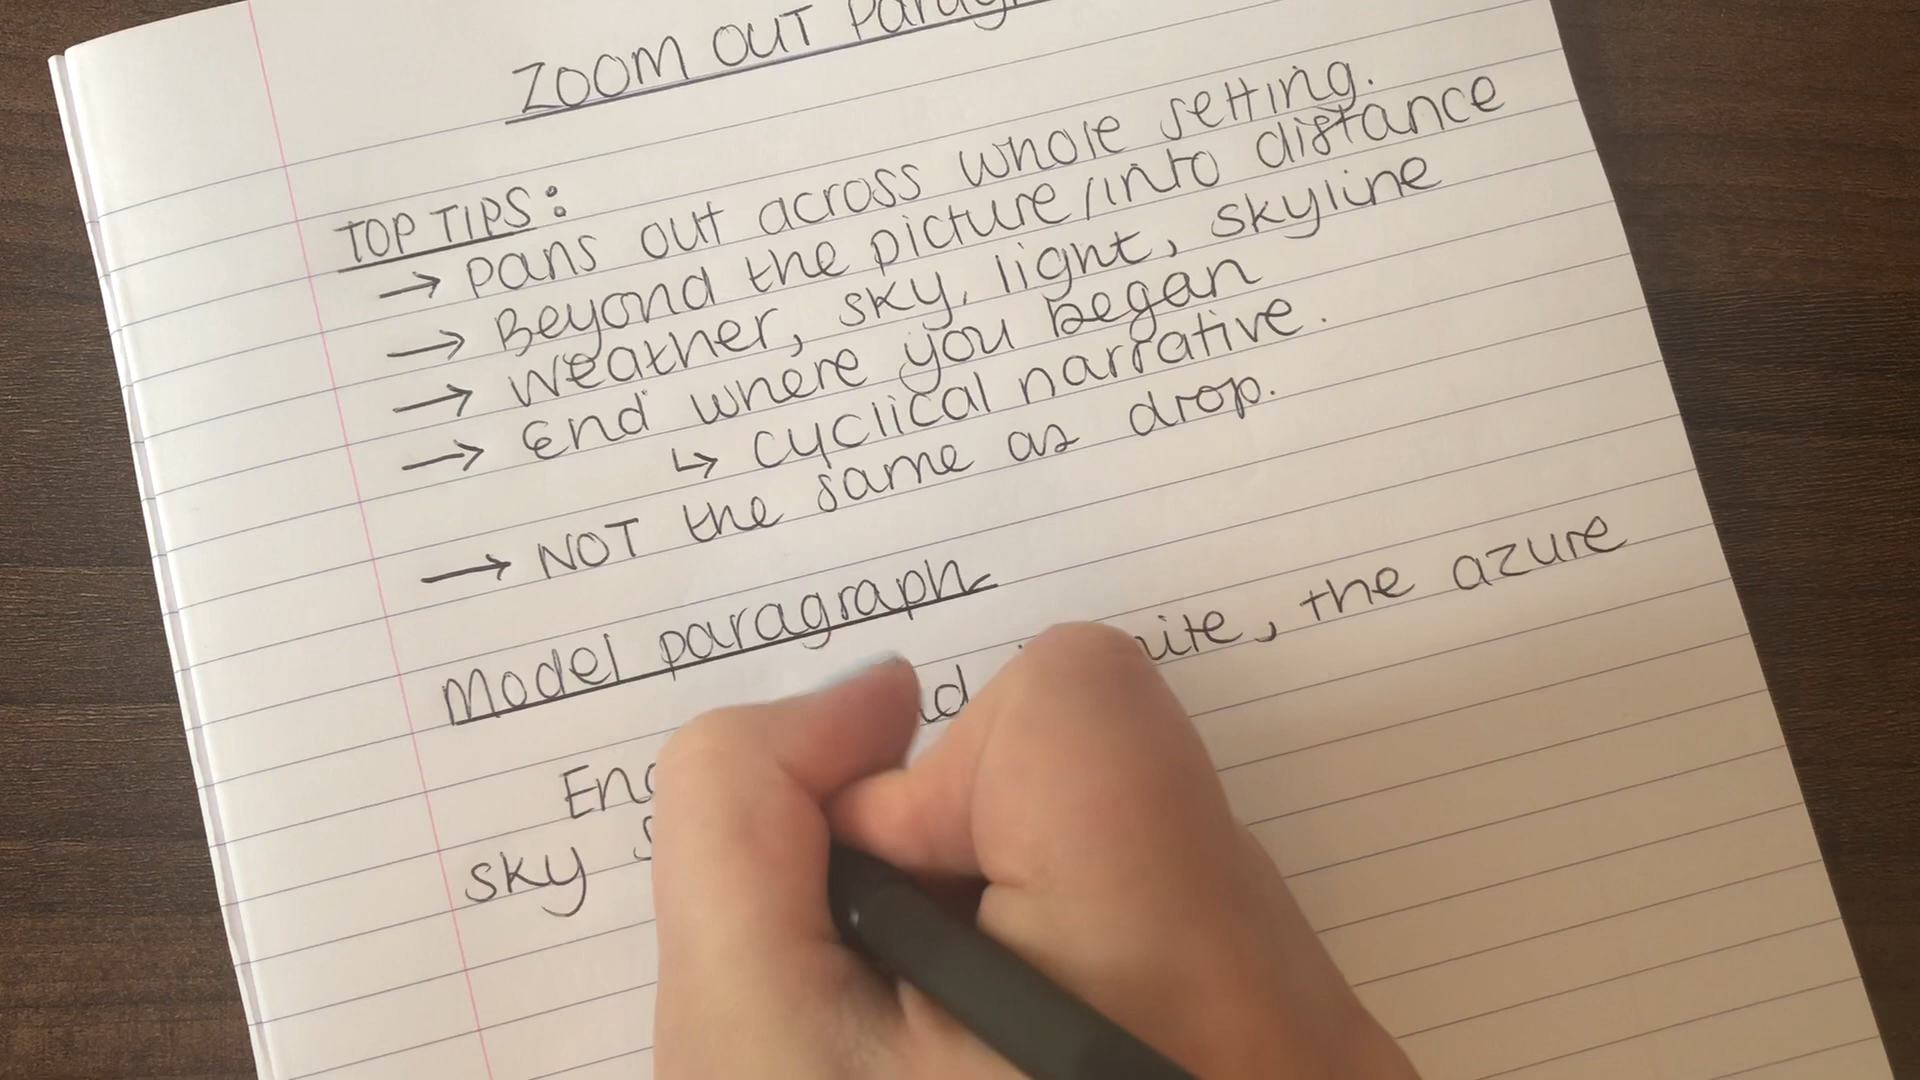 ZOOM OUT
TOP TIPS:
→ pans out across whole setting.
→ Beyond the picture/into distance
→ weather, sky, light, skyline
→ End where you began
↳ cyclical narrative.
→ NOT the same as drop.
Model paragraph
the azure
sky